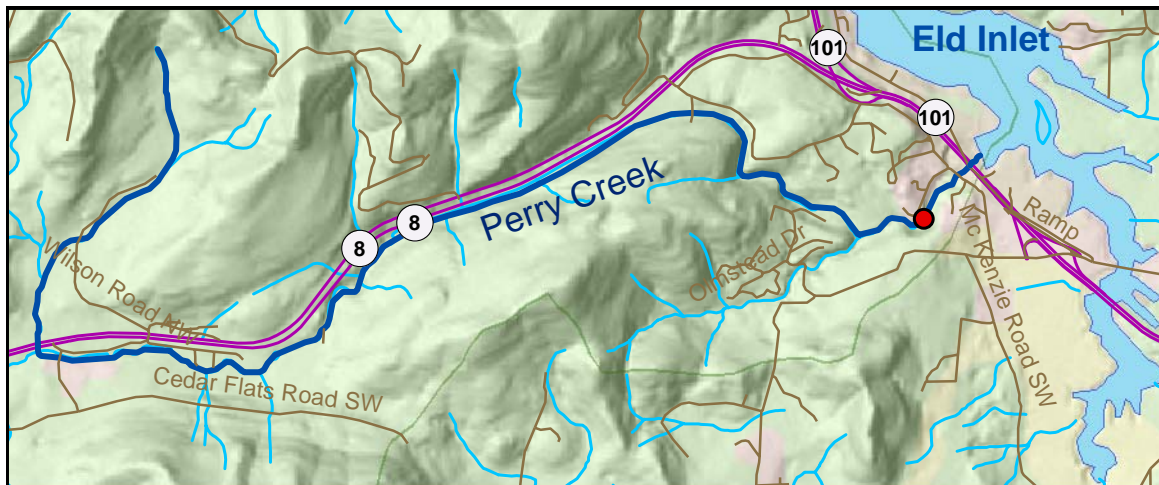 101
Eld Inlet
101
Perry Creek
8
8
Ramp
Mc Kenzie Road SW
Olmstead Dr
Wilson Road NW
Cedar Flats Road SW